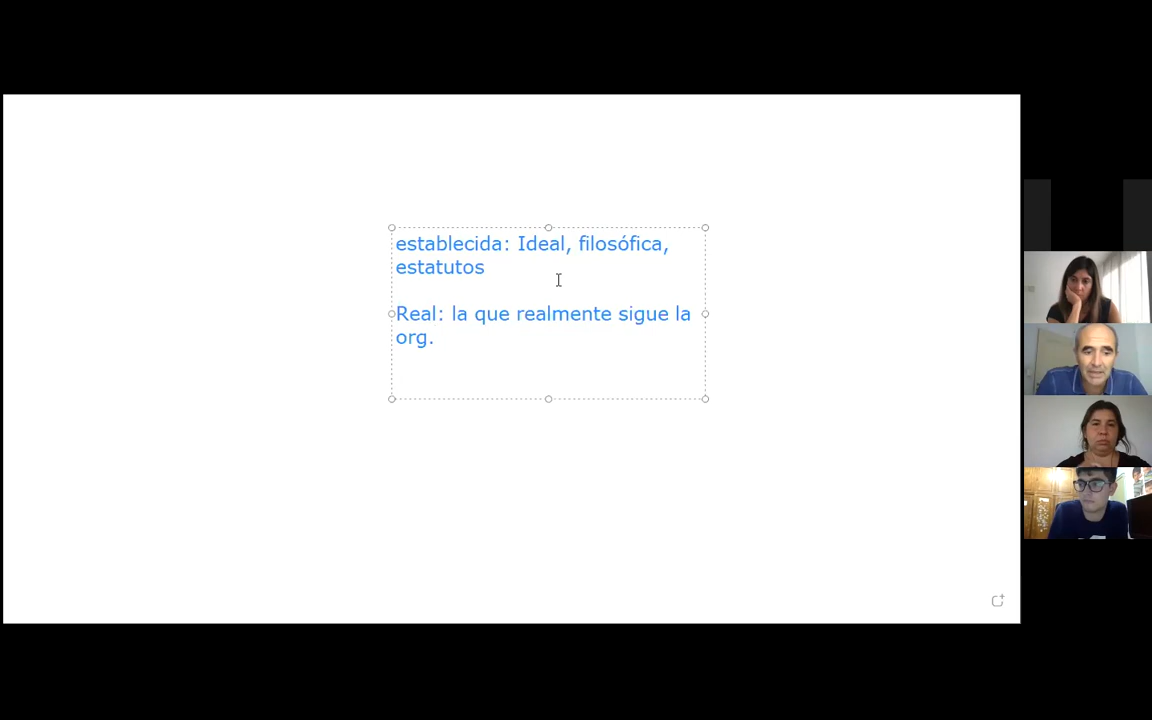 establecida: Ideal, filosófica,
estatutos
Real: la que realmente sigue la
org.